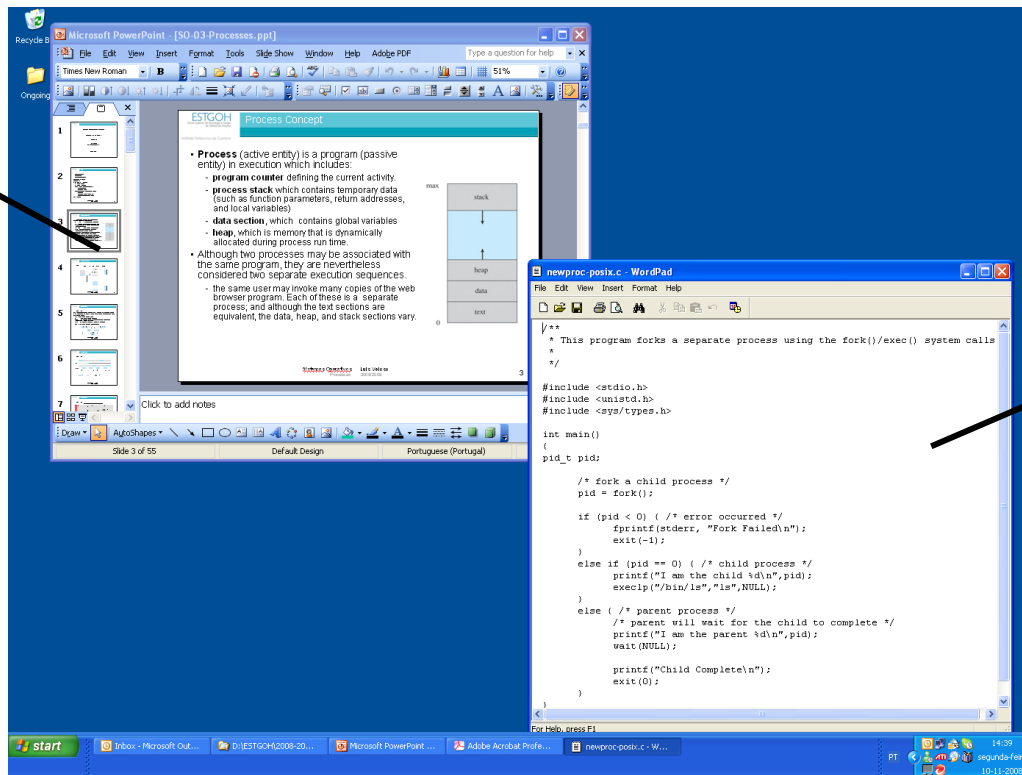 Recycle B
Ongoing
Microsoft PowerPoint - [SO-03-Processes.ppt]
File Edit View Insert Format Tools Slide Show Window Help Adobe PDF
Type a question for help
Times New Roman
B
51%
1
2
3
4
5
6
7
ESTGOH
Process Concept
• Process (active entity) is a program (passive
entity) in execution which includes:
- program counter defining the current activity.
- process stack which contains temporary data
(such as function parameters, return addresses,
and local variables)
- data section, which contains global variables
- heap, which is memory that is dynamically
allocated during process run time.
• Although two processes may be associated with
the same program, they are nevertheless
considered two separate execution sequences.
- the same user may invoke many copies of the web
browser program. Each of these is a separate
process; and although the text sections are
equivalent, the data, heap, and stack sections vary.
max
stack
heap
data
text
0
Sistemas Operativos Luis Veloso
3
Click to add notes
Draw AutoShapes
Slide 3 of 55
Default Design
Portuguese (Portugal)
newproc-posix.c - WordPad
File Edit View Insert Format Help
/**
* This program forks a separate process using the fork()/exec() system calls
*
*/
#include <stdio.h>
#include <unistd.h>
#include <sys/types.h>
int main()
{
pid_t pid;
/* fork a child process */
pid = fork();
if (pid < 0) { /* error occurred */
fprintf(stderr, "Fork Failed\n");
exit(-1);
}
else if (pid == 0) { /* child process */
printf("I am the child %d\n",pid);
execlp("/bin/ls","ls",NULL);
}
else { /* parent process */
/* parent will wait for the child to complete */
printf("I am the parent %d\n",pid);
wait(NULL);
printf("Child Complete\n");
exit(0);
}
}
For Help, press F1
start
Inbox - Microsoft Out...
D:\ESTGOH\2008-20...
Microsoft PowerPoint ...
Adobe Acrobat Profe...
newproc-posix.c - W...
PT
14:39
segunda-fei
10-11-2008